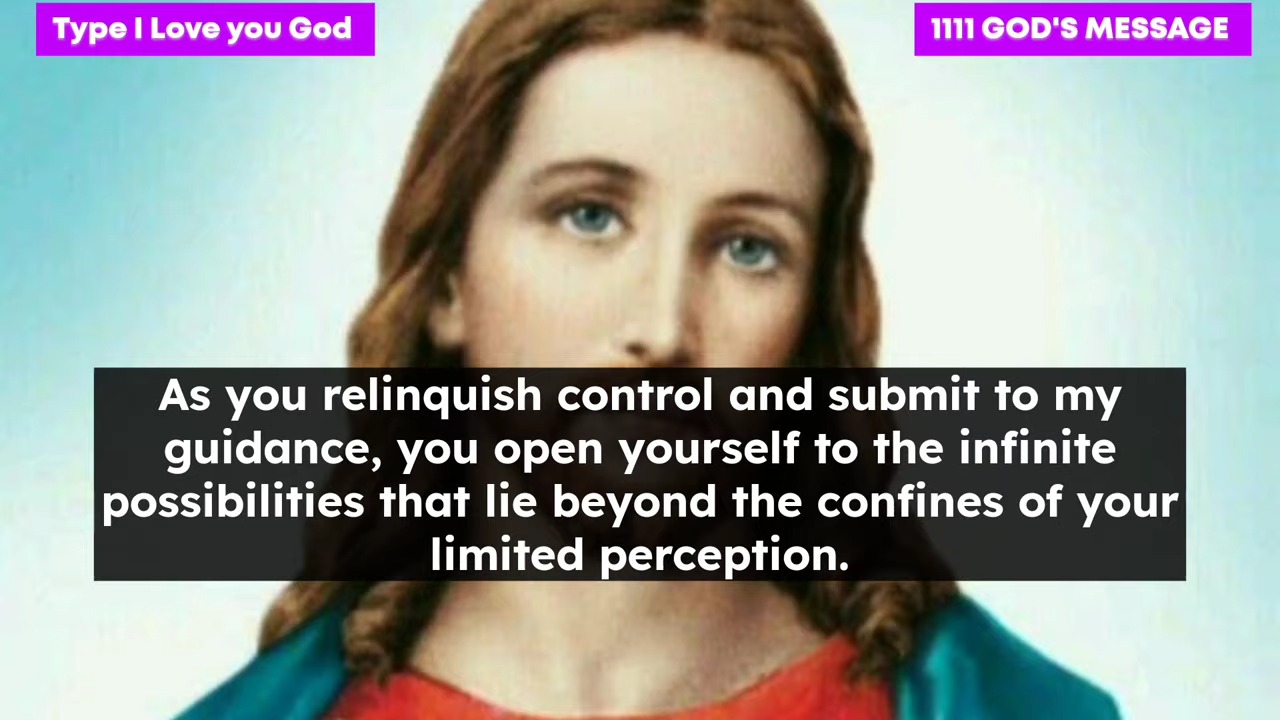 Type I Love you God
1111 GOD'S MESSAGE
As you relinquish control and submit to my
guidance, you open yourself to the infinite
possibilities that lie beyond the confines of your
limited perception.